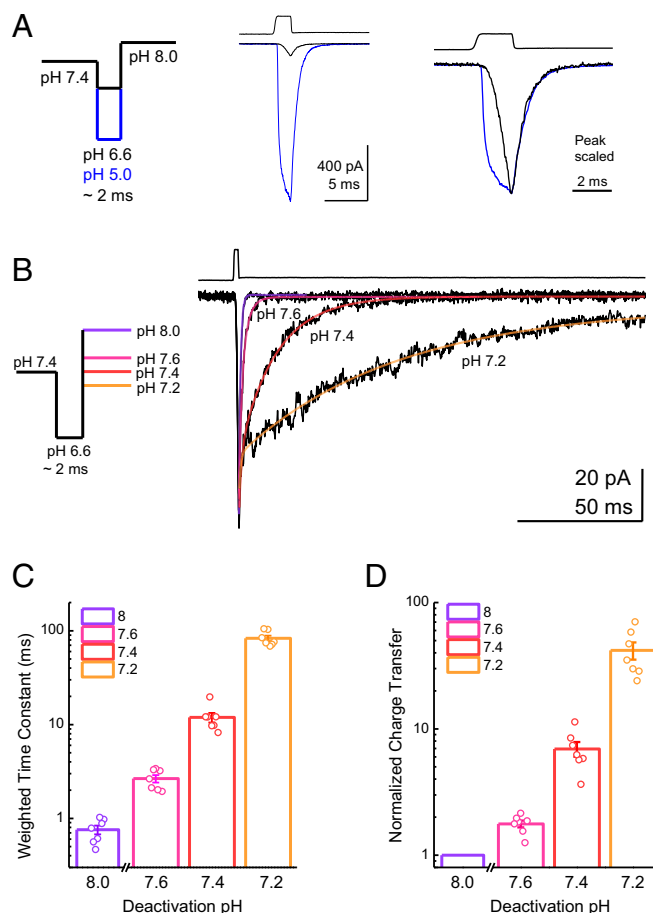 A
pH 7.4
pH 8.0
pH 6.6
pH 5.0
~ 2 ms
400 pA
5 ms
Peak
scaled
2 ms
B
pH 7.4
pH 8.0
pH 7.6
pH 7.4
pH 7.2
pH 6.6
~ 2 ms
pH 7.6
pH 7.4
pH 7.2
20 pA
50 ms
C
Weighted Time Constant (ms)
100
10
1
8
7.6
7.4
7.2
8.0
7.6
7.4
7.2
Deactivation pH
D
Normalized Charge Transfer
100
10
1
8
7.6
7.4
7.2
8.0
7.6
7.4
7.2
Deactivation pH